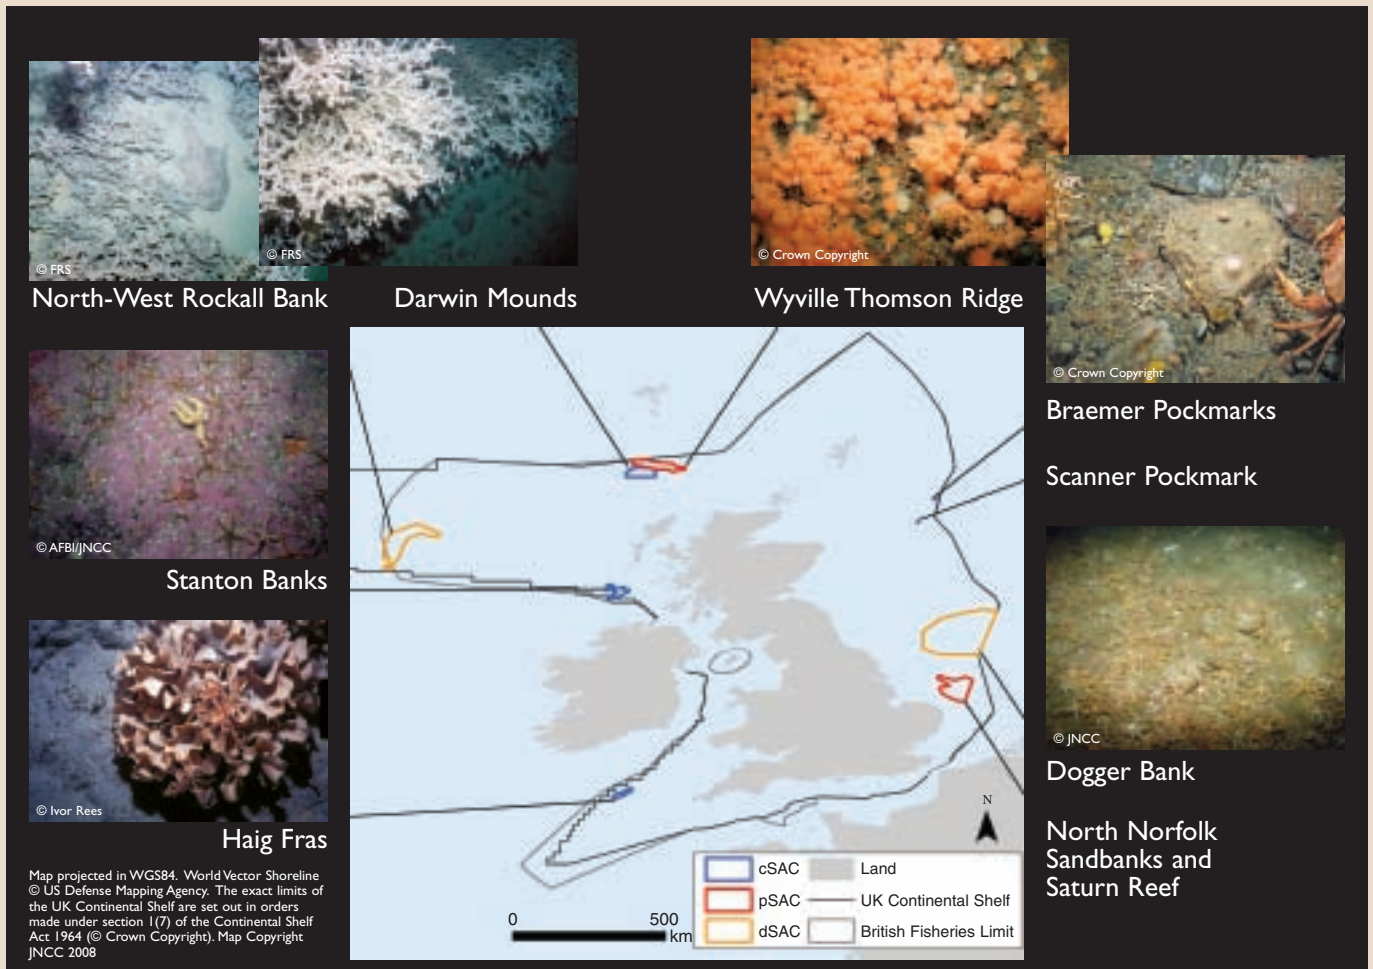 © FRS
© FRS
© Crown Copyright
North-West Rockall Bank
Darwin Mounds
Wyville Thomson Ridge
© Crown Copyright
Braemer Pockmarks
Scanner Pockmark
© AFBI/JNCC
Stanton Banks
© JNCC
Dogger Bank
North Norfolk
Sandbanks and
Saturn Reef
© Ivor Rees
Haig Fras
Map projected in WGS84. World Vector Shoreline
© US Defense Mapping Agency. The exact limits of
the UK Continental Shelf are set out in orders
made under section 1(7) of the Continental Shelf
Act 1964 (© Crown Copyright). Map Copyright
JNCC 2008
N
0 500
km
cSAC Land
pSAC UK Continental Shelf
dSAC British Fisheries Limit